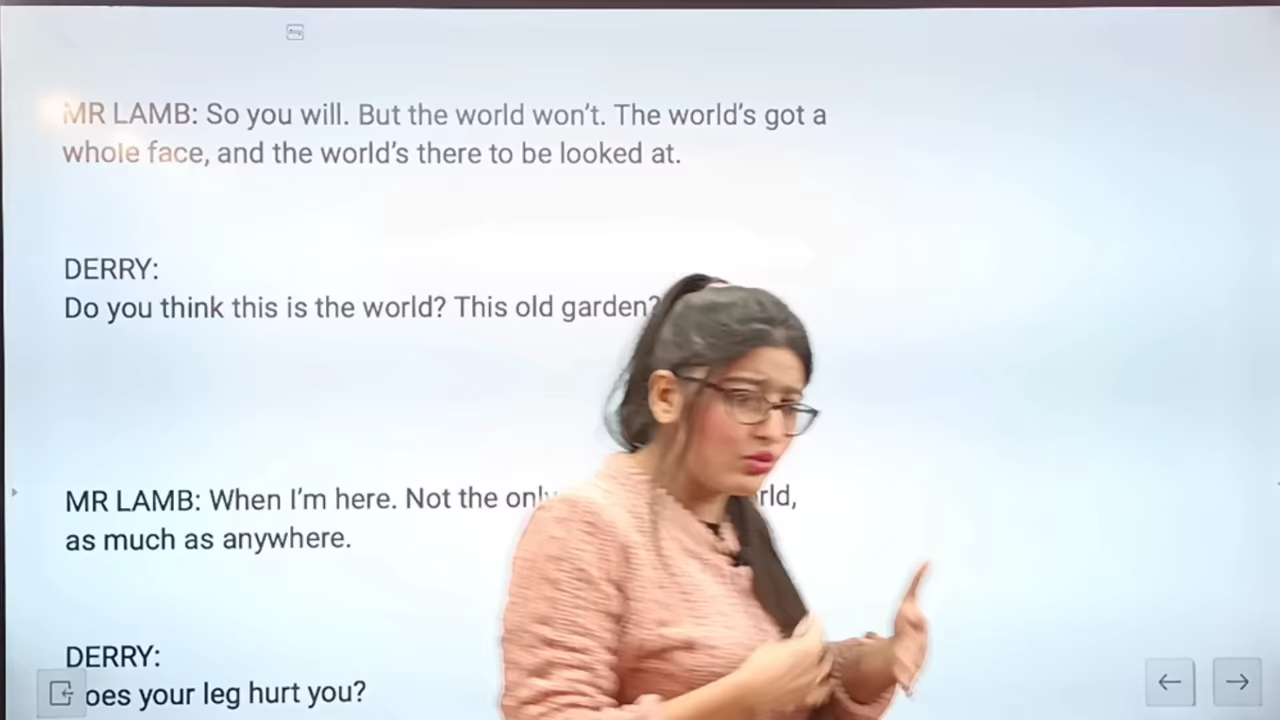 MR LAMB: So you will. But the world won't. The world's got a
whole face, and the world's there to be looked at.
DERRY:
Do you think this is the world? This old garden?
MR LAMB: When I'm here. Not the
as much as anywhere.
DERRY:
oes your leg hurt you?